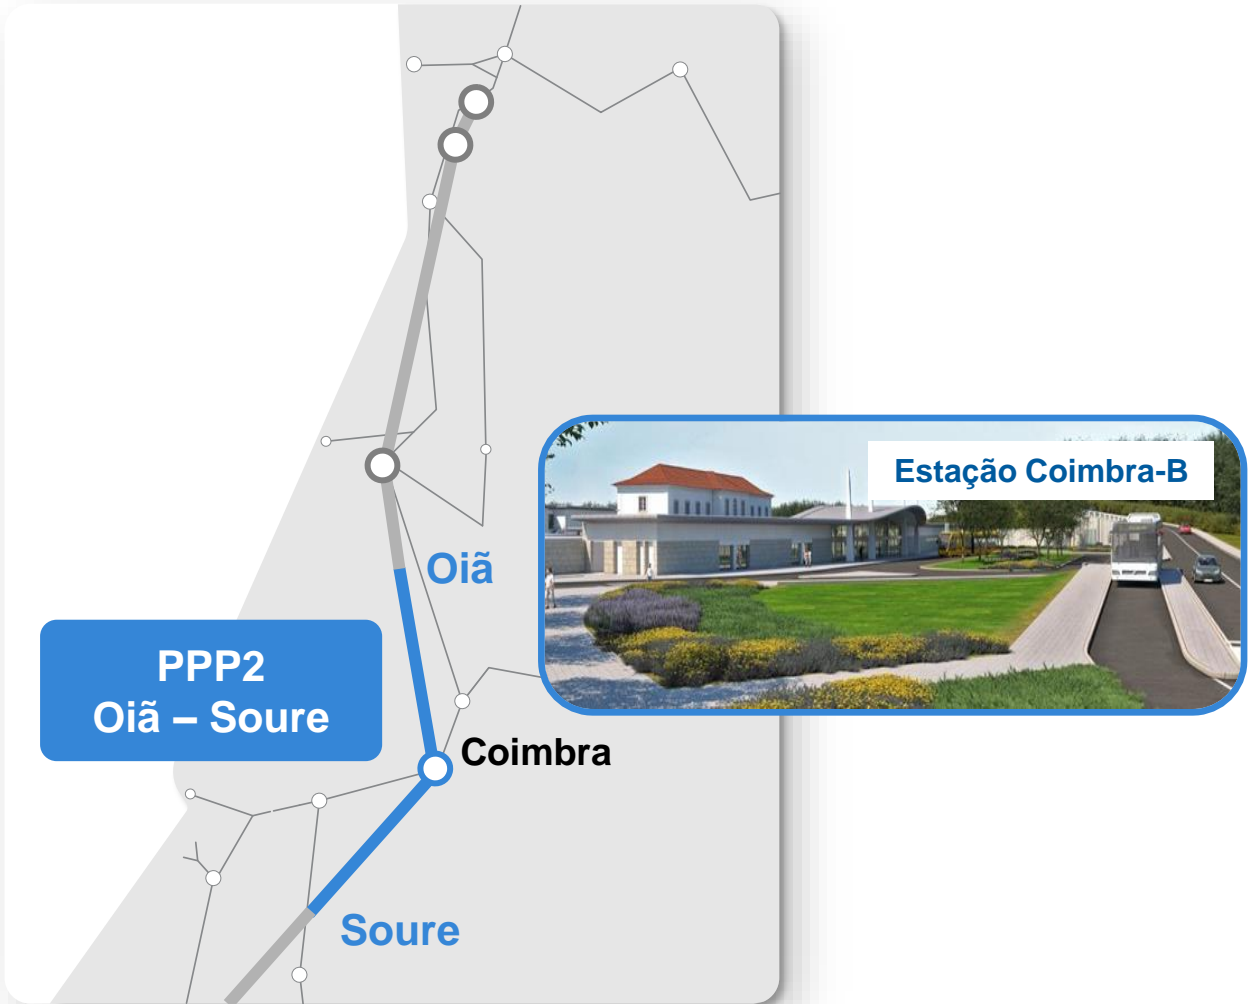 Estação Coimbra-B
Oiã
PPP2
Oiã – Soure
Coimbra
Soure